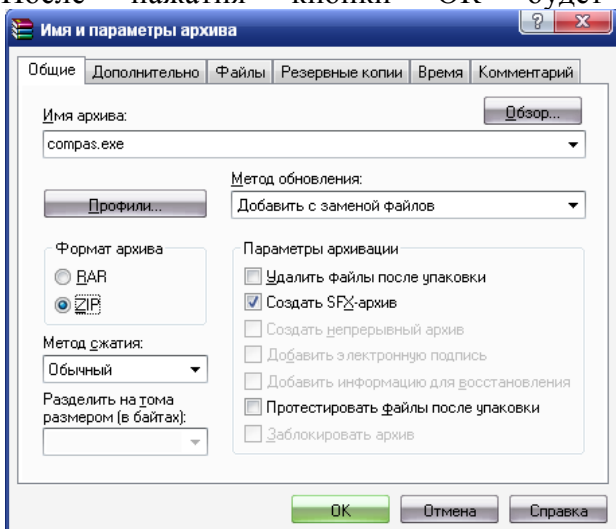 После нажатия кнопки ОК будет
Имя и параметры архива
Общие Дополнительно Файлы Резервные копии Время Комментарий
Имя архива:
Обзор...
compas.exe
Метод обновления:
Профили...
Добавить с заменой файлов
Формат архива
RAR
ZIP
Метод сжатия:
Обычный
Разделить на тома
размером (в байтах):
Параметры архивации
Удалить файлы после упаковки
Создать SFX-архив
Создать непрерывный архив
Добавить электронную подпись
Добавить информацию для восстановления
Протестировать файлы после упаковки
Заблокировать архив
OK Отмена Справка